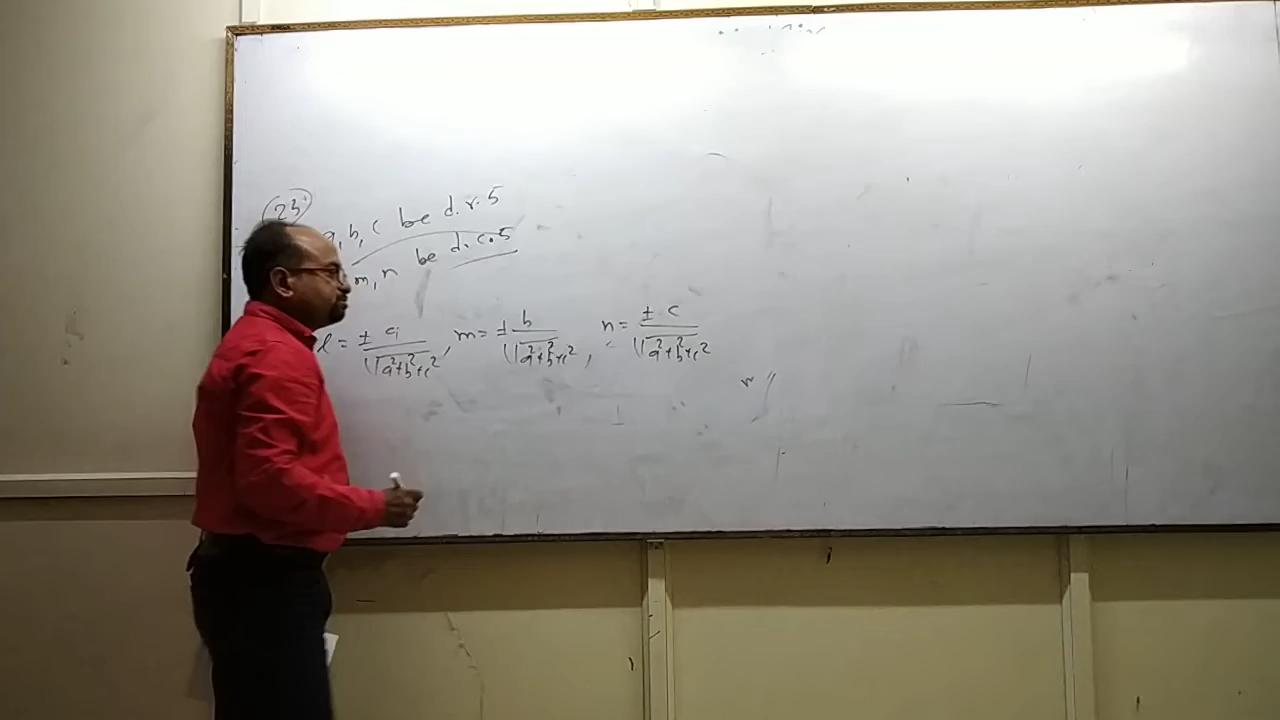 23
a, b, c be d.r.s
m, n be d.c.s
l = ± a/√(a²+b²+c²), m = ± b/√(a²+b²+c²), n = ± c/√(a²+b²+c²)